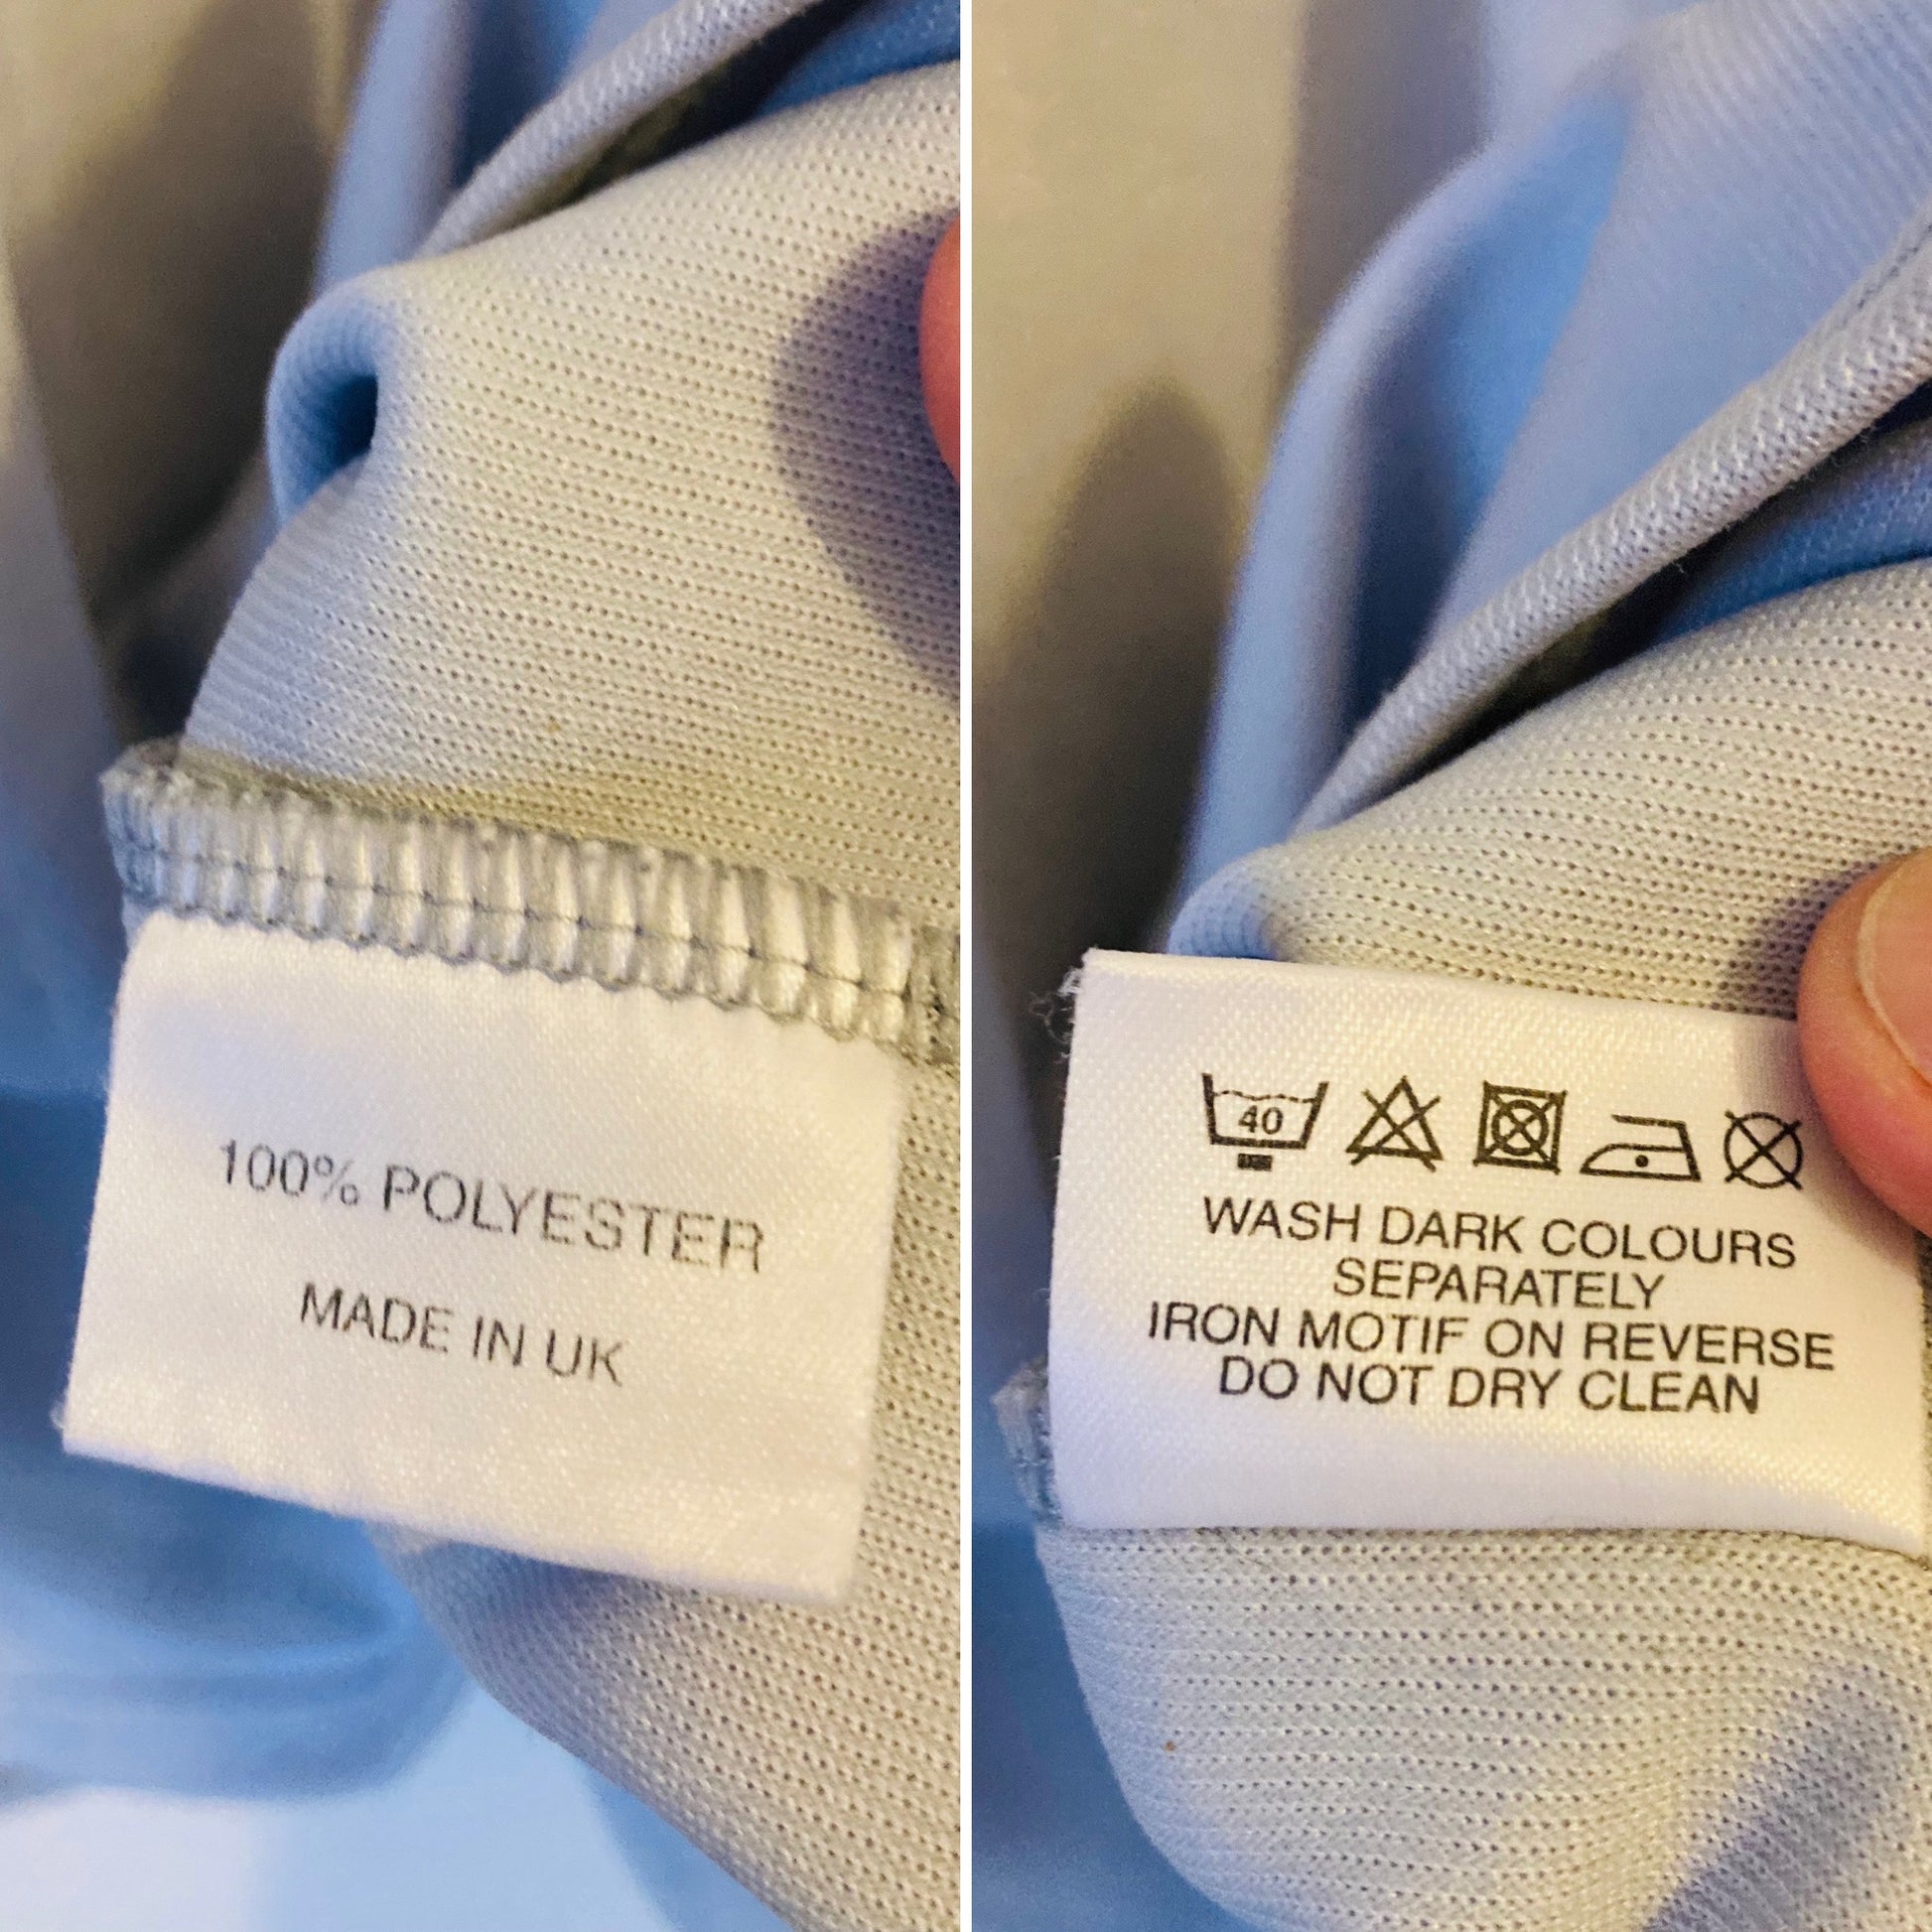 100% POLYESTER
MADE IN UK
40
WASH DARK COLOURS
SEPARATELY
IRON MOTIF ON REVERSE
DO NOT DRY CLEAN